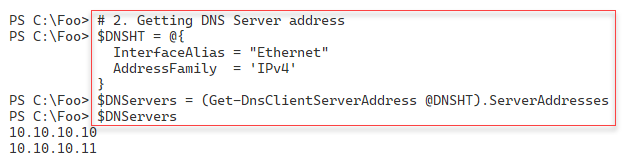 PS C:\Foo> # 2. Getting DNS Server address
PS C:\Foo> $DNSHT = @{
  InterfaceAlias = "Ethernet"
  AddressFamily  = 'IPv4'
}
PS C:\Foo> $DNServers = (Get-DnsClientServerAddress @DNSHT).ServerAddresses
PS C:\Foo> $DNServers
10.10.10.10
10.10.10.11